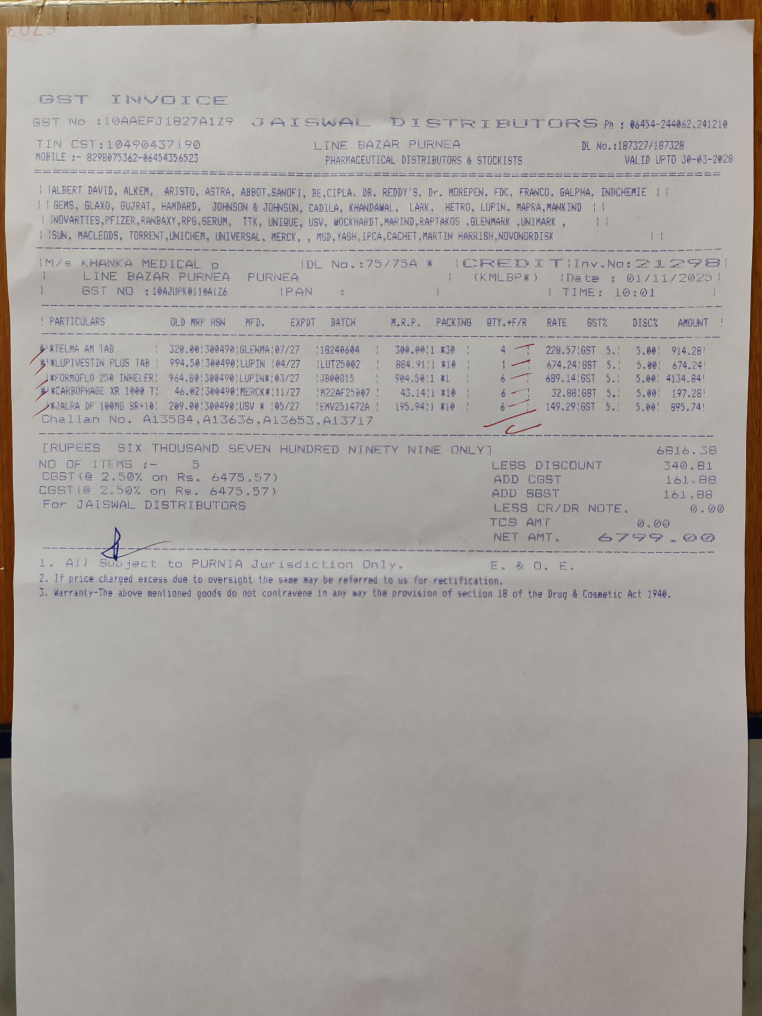 GST INVOICE
GST No :10AAEFJ1827A1Z9 JAISWAL DISTRIBUTORS Ph : 06454-244062,241210
TIN CST:10490437190 LINE BAZAR PURNEA DL No.:187327/187328
MOBILE :- 8298075362-06454356523 PHARMACEUTICAL DISTRIBUTORS & STOCKISTS VALID UPTO 30-03-2028
ALBERT DAVID, ALKEM, ARISTO, ASTRA, ABBOT,SANOFI, BE,CIPLA. DR. REDDY'S, Dr. MOREPEN. FDC, FRANCO, GALPHA, INDCHEMIE
GEMS, GLAXO, GUJRAT, HAMDARD, JOHNSON & JOHNSON, CADILA, KHANDAWAL, LARK, HETRO, LUPIN, MAPRA,MANKIND
NOVARTIES,PFIZER,RANBAXY,RPG,SERUM, TTK, UNIQUE, USV, WOCKHARDT,MARIND,RAPTAKOS ,GLENMARK ,UNIMARK ,
SUN, MACLEODS, TORRENT,UNICHEM, UNIVERSAL, MERCK, , MSD,YASH,IPCA,CACHET,MARTIN HARRISH,NOVONORDISK
M/s KHANKA MEDICAL p DL No.:75/75A * CREDIT Inv.No:21298
LINE BAZAR PURNEA PURNEA (KMLBP*) Date : 01/11/2025
GST NO :10AJUPK0110A1Z6 PAN : TIME: 10:01
PARTICULARS OLD MRP HSN MFD. EXPDT BATCH M.R.P. PACKING QTY.+F/R RATE GST% DISC% AMOUNT
*TELMA AM TAB 320.00 300490 GLENMA 07/27 18240604 300.00 1 *30 4 228.57 GST 5. 5.00 914.28
*LUPIVESTIN PLUS TAB 994.50 300490 LUPIN 04/27 LUT25002 884.91 1 *10 1 674.24 GST 5. 5.00 674.24
*FORMOFLO 250 INHELER 964.80 300490 LUPIN* 03/27 JB00815 904.50 1 *1 6 689.14 GST 5. 5.00 4134.84
*CARBOPHAGE XR 1000 T 46.02 300490 MERCK* 11/27 M22AF25007 43.14 1 *10 6 32.88 GST 5. 5.00 197.28
*JALRA DP 100MG SR+10 209.00 300490 USV * 05/27 EMV251472A 195.94 1 *10 6 149.29 GST 5. 5.00 895.74
Challan No. A13584,A13636,A13653,A13717
[RUPEES SIX THOUSAND SEVEN HUNDRED NINETY NINE ONLY] 6816.38
NO OF ITEMS :- 5 LESS DISCOUNT 340.81
CGST(@ 2.50% on Rs. 6475.57) ADD CGST 161.88
CGST(@ 2.50% on Rs. 6475.57) ADD SGST 161.88
For JAISWAL DISTRIBUTORS LESS CR/DR NOTE. 0.00
TCS AMT 0.00
NET AMT. 6799.00
1. All Subject to PURNIA Jurisdiction Only. E. & O. E.
2. If price charged excess due to oversight the same may be referred to us for rectification.
3. Warranty-The above mentioned goods do not contravene in any way the provision of section 18 of the Drug & Cosmetic Act 1940.